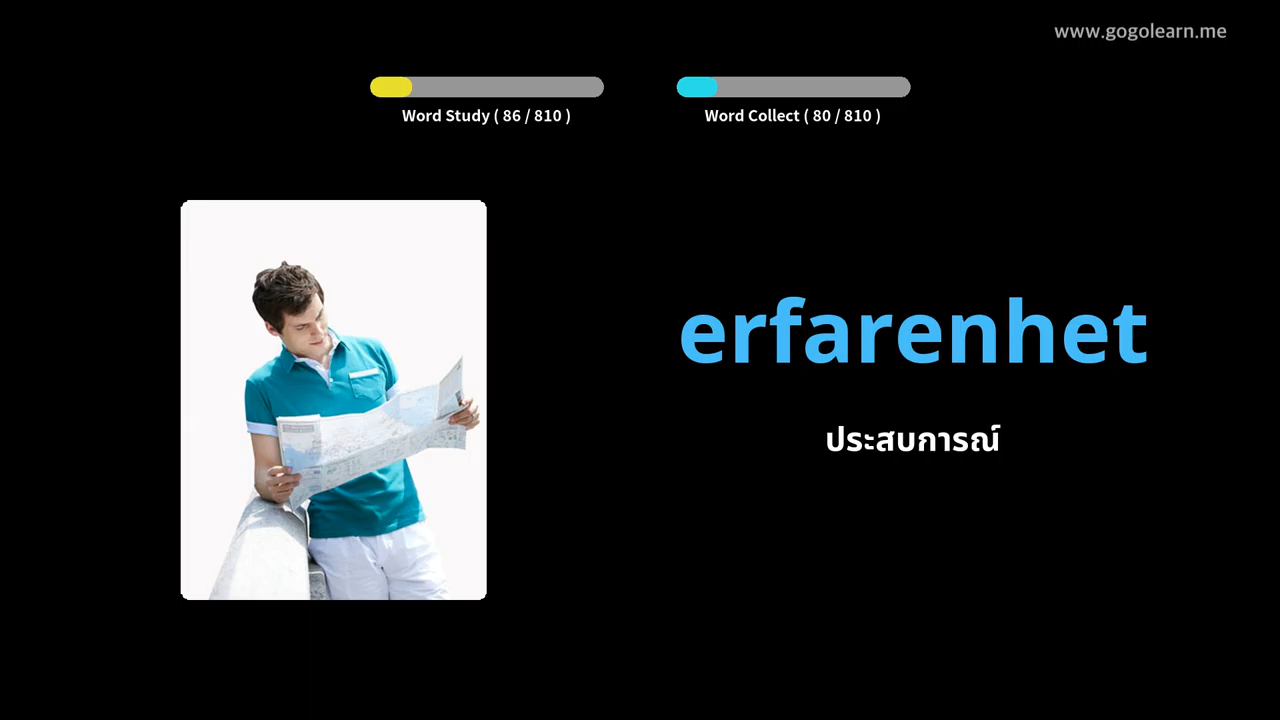 www.gogolearn.me
Word Study ( 86 / 810 )
Word Collect ( 80 / 810 )
erfarenhet
ประสบการณ์